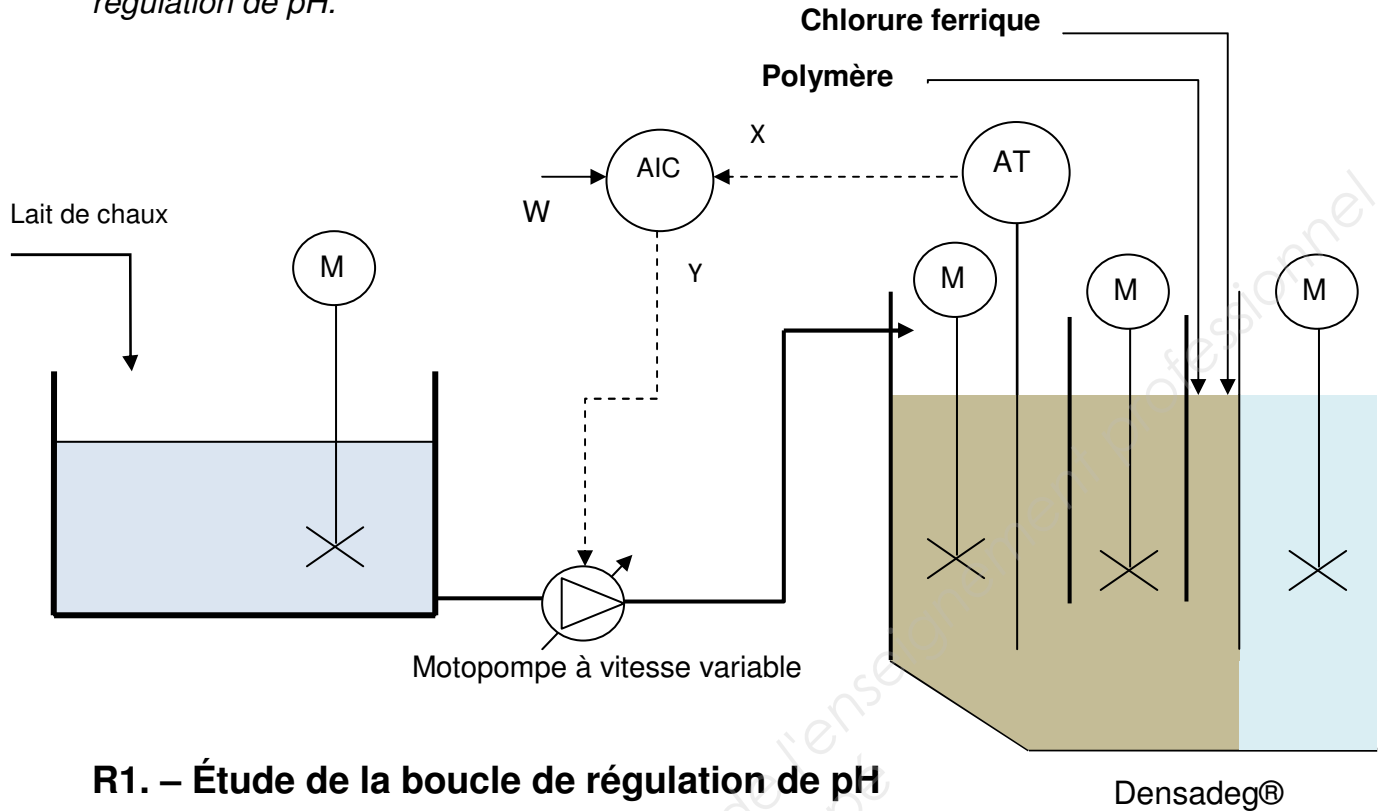 régulation de pH.
Chlorure ferrique
Polymère
X
AIC
AT
W
Lait de chaux
M
Y
M
M
M
Motopompe à vitesse variable
R1. – Étude de la boucle de régulation de pH
Densadeg®